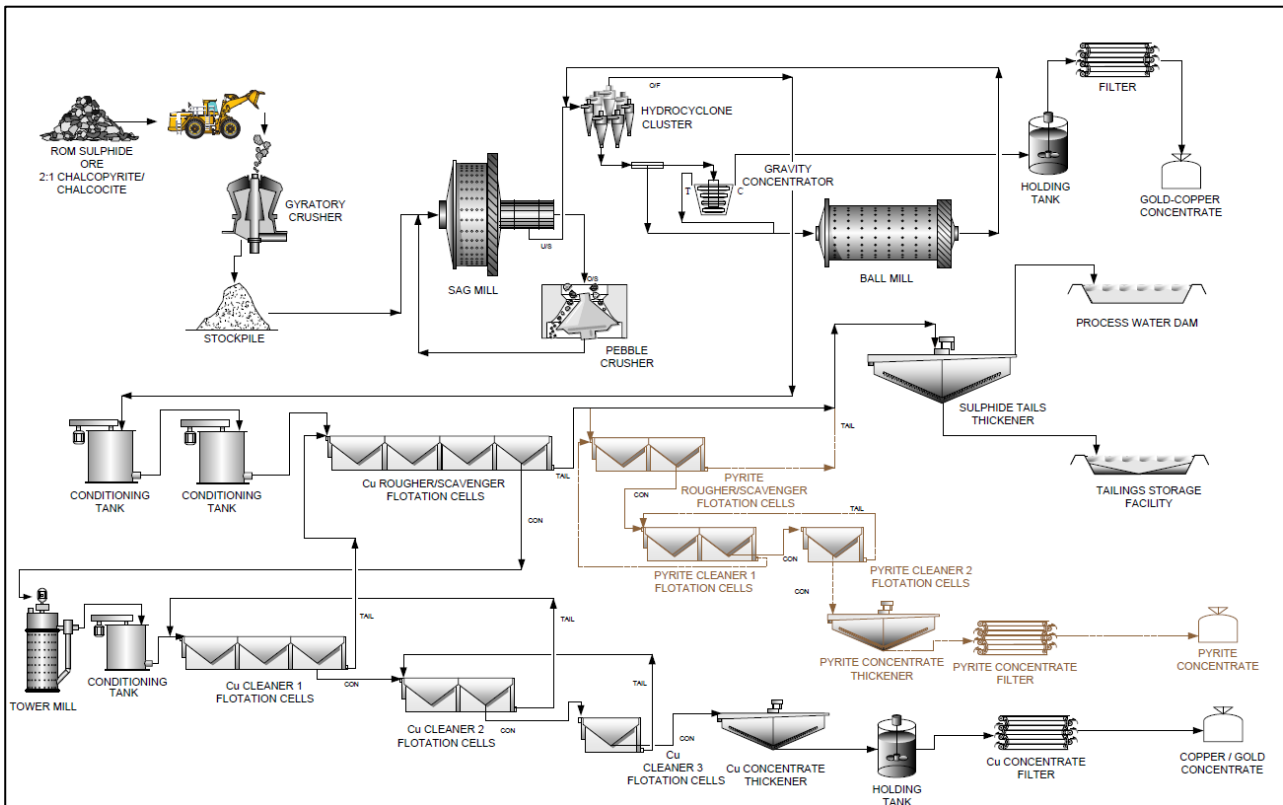 O/F
HYDROCYCLONE
CLUSTER
FILTER
ROM SULPHIDE
ORE
2:1 CHALCOPYRITE/
CHALCOCITE
GYRATORY
CRUSHER
T
C
GRAVITY
CONCENTRATOR
HOLDING
TANK
GOLD-COPPER
CONCENTRATE
U/S
O/S
SAG MILL
BALL MILL
STOCKPILE
PEBBLE
CRUSHER
PROCESS WATER DAM
SULPHIDE TAILS
THICKENER
TAIL
CONDITIONING
TANK
CONDITIONING
TANK
Cu ROUGHER/SCAVENGER
FLOTATION CELLS
TAIL
PYRITE
ROUGHER/SCAVENGER
FLOTATION CELLS
TAILINGS STORAGE
FACILITY
CON
CON
TAIL
CON
PYRITE CLEANER 1
FLOTATION CELLS
PYRITE CLEANER 2
FLOTATION CELLS
CON
TAIL
TAIL
TOWER MILL
CONDITIONING
TANK
Cu CLEANER 1
FLOTATION CELLS
CON
TAIL
PYRITE CONCENTRATE
THICKENER
PYRITE CONCENTRATE
FILTER
PYRITE
CONCENTRATE
Cu CLEANER 2
FLOTATION CELLS
CON
CON
Cu
CLEANER 3
FLOTATION CELLS
Cu CONCENTRATE
THICKENER
HOLDING
TANK
Cu CONCENTRATE
FILTER
COPPER / GOLD
CONCENTRATE